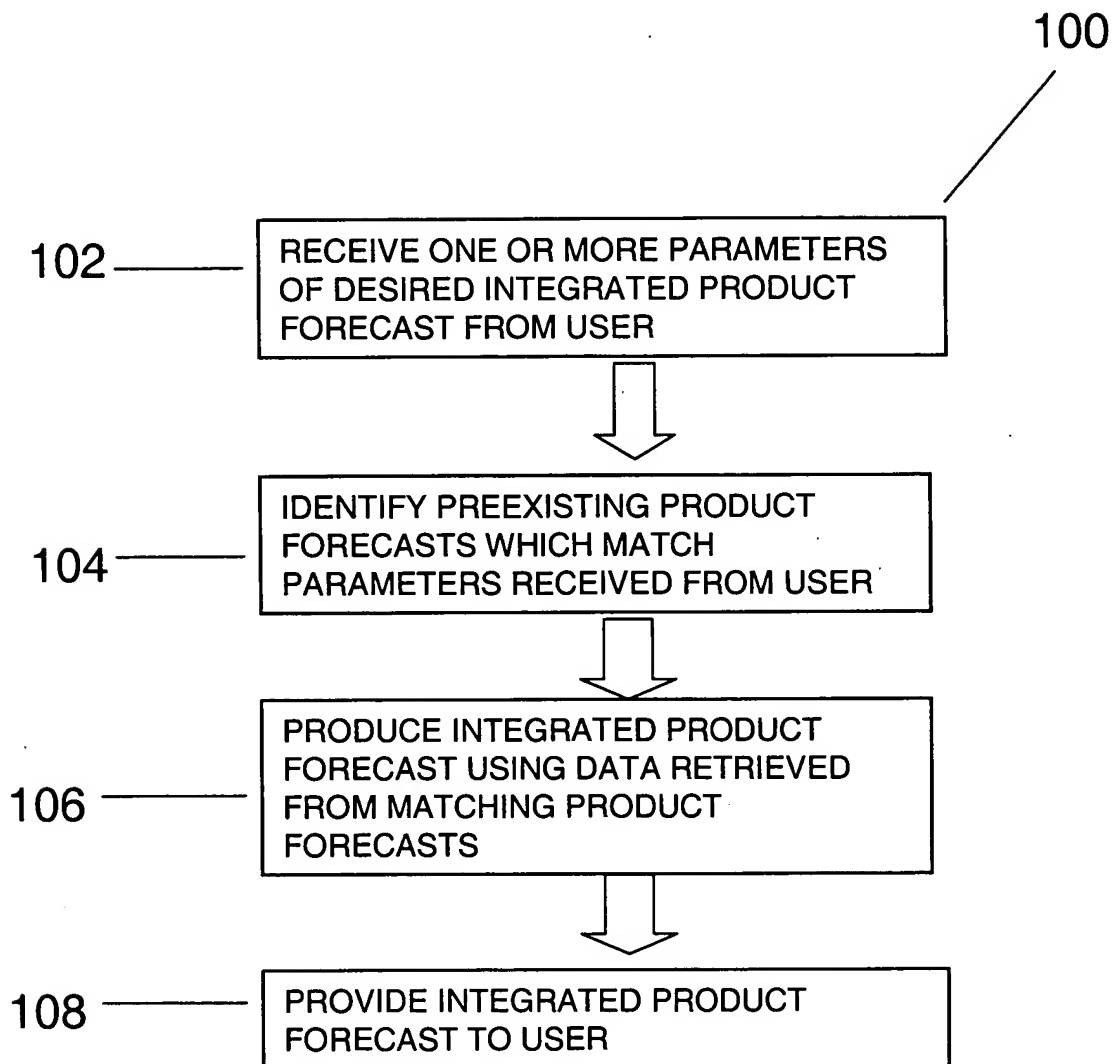 100
102
RECEIVE ONE OR MORE PARAMETERS
OF DESIRED INTEGRATED PRODUCT
FORECAST FROM USER
104
IDENTIFY PREEXISTING PRODUCT
FORECASTS WHICH MATCH
PARAMETERS RECEIVED FROM USER
106
PRODUCE INTEGRATED PRODUCT
FORECAST USING DATA RETRIEVED
FROM MATCHING PRODUCT
FORECASTS
108
PROVIDE INTEGRATED PRODUCT
FORECAST TO USER